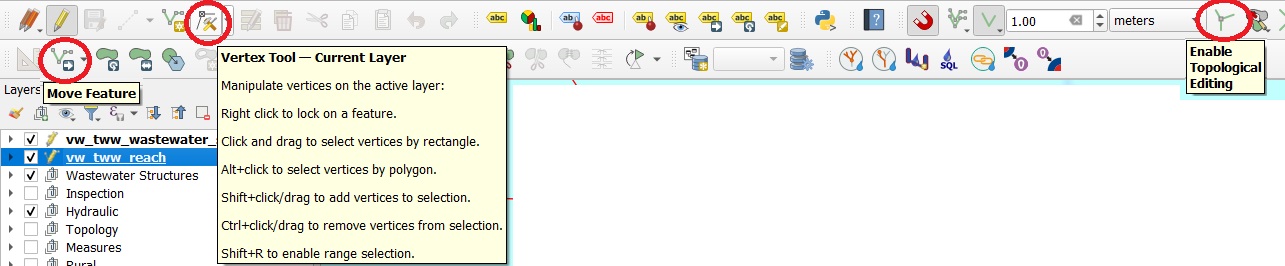 abc
abc
ab
abc
ab
abc
abc
abc
abc
1.00
meters
Move Feature
Vertex Tool — Current Layer
Manipulate vertices on the active layer:
Right click to lock on a feature.
Click and drag to select vertices by rectangle.
Alt+click to select vertices by polygon.
Shift+click/drag to add vertices to selection.
Ctrl+click/drag to remove vertices from selection.
Shift+R to enable range selection.
SQL
Enable
Topological
Editing
Layers
vw_tww_wastewater_
vw_tww_reach
Wastewater Structures
Inspection
Hydraulic
Topology
Measures
Rural